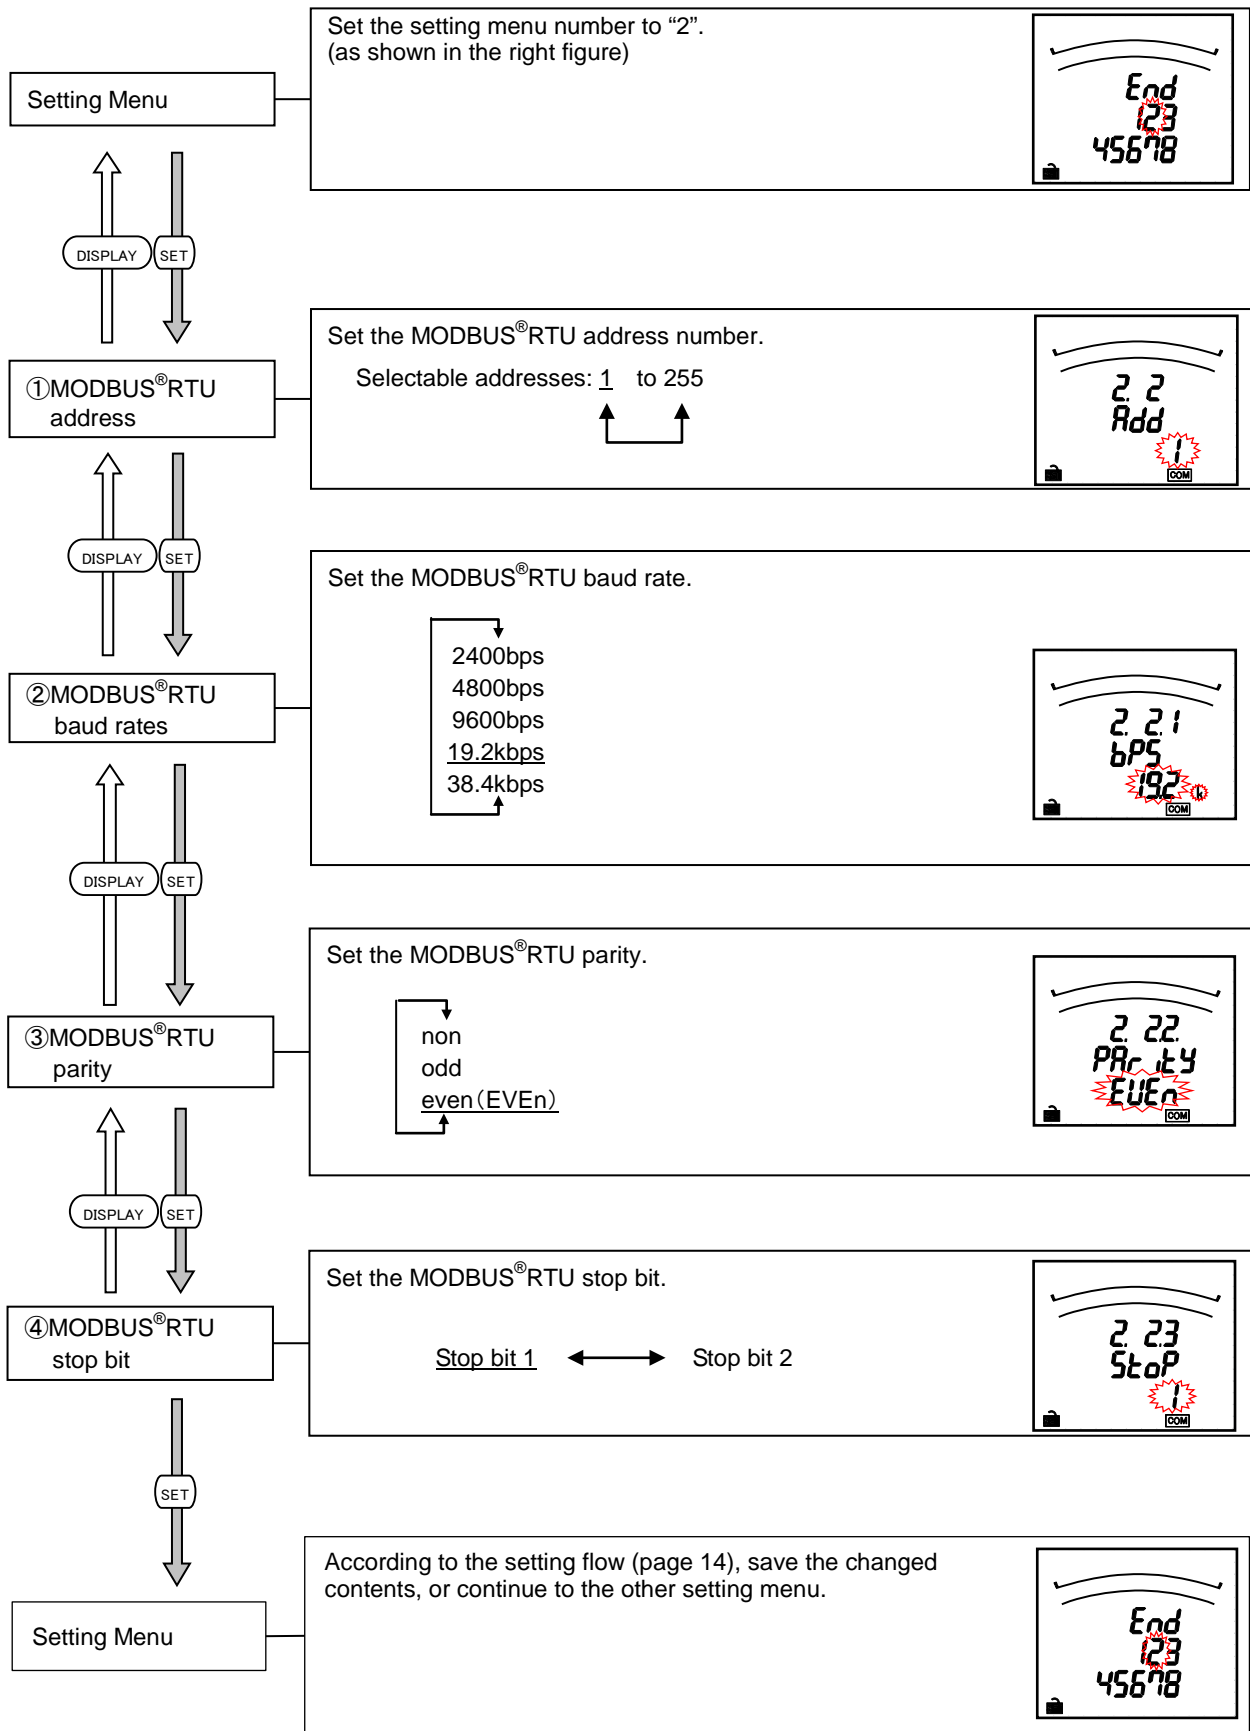 Set the setting menu number to “2”.
(as shown in the right figure)
Setting Menu
End
123
45678
DISPLAY
SET
Set the MODBUS®RTU address number.
Selectable addresses: 1 to 255
①MODBUS®RTU
address
2. 2
Add
1
COM
DISPLAY
SET
Set the MODBUS®RTU baud rate.
2400bps
4800bps
9600bps
19.2kbps
38.4kbps
②MODBUS®RTU
baud rates
2. 2.1
bPS
19.2 k
COM
DISPLAY
SET
Set the MODBUS®RTU parity.
non
odd
even(EVEn)
③MODBUS®RTU
parity
2. 2.2.
PAritY
EVEn
COM
DISPLAY
SET
Set the MODBUS®RTU stop bit.
Stop bit 1 Stop bit 2
④MODBUS®RTU
stop bit
2. 2.3
StoP
1
COM
SET
According to the setting flow (page 14), save the changed
contents, or continue to the other setting menu.
Setting Menu
End
123
45678